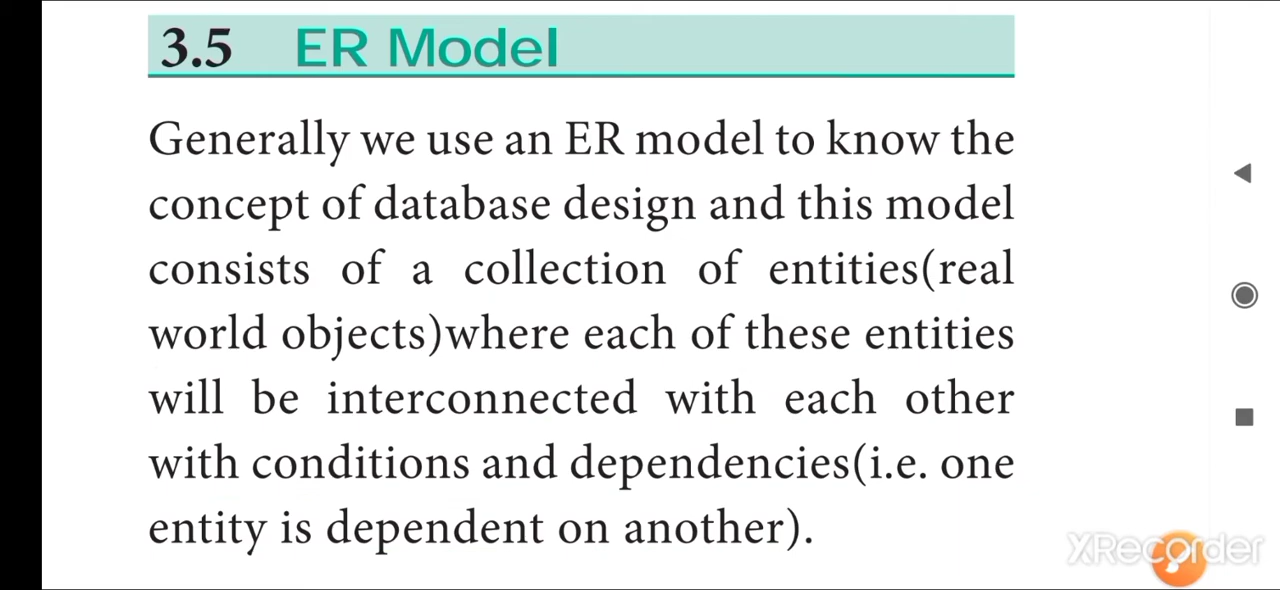 3.5 ER Model
Generally we use an ER model to know the
concept of database design and this model
consists of a collection of entities(real
world objects)where each of these entities
will be interconnected with each other
with conditions and dependencies(i.e. one
entity is dependent on another).
XRecorder